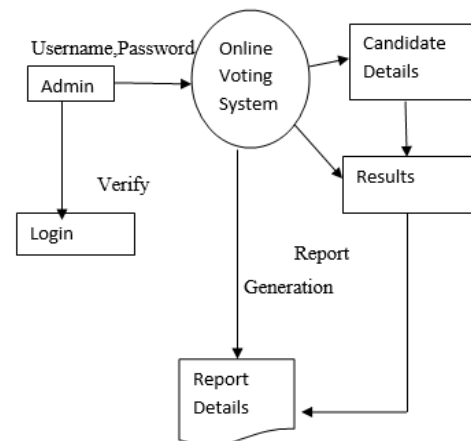 Username,Password
Online
Voting
System
Candidate
Details
Admin
Verify
Results
Login
Report
Generation
Report
Details